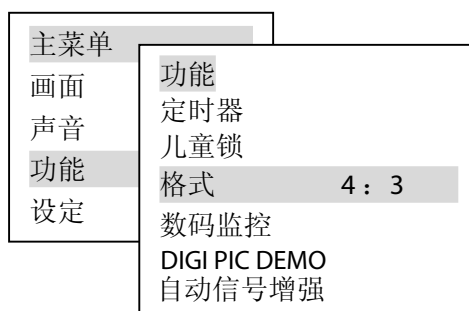 主菜单
画面
声音
功能
设定
功能
定时器
儿童锁
格式 4：3
数码监控
DIGI PIC DEMO
自动信号增强